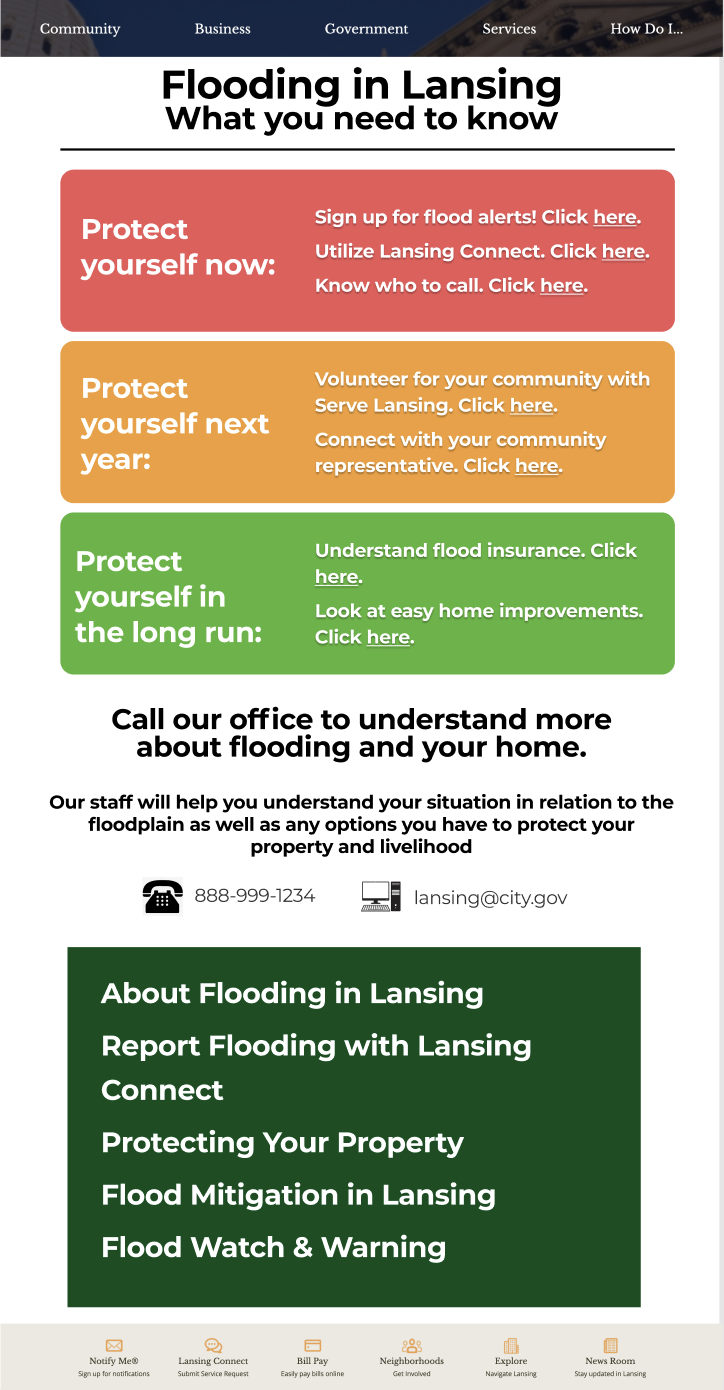 Community Business Government Services How Do I...
Flooding in Lansing
What you need to know
Protect
yourself now:
Sign up for flood alerts! Click here.
Utilize Lansing Connect. Click here.
Know who to call. Click here.
Protect
yourself next
year:
Volunteer for your community with
Serve Lansing. Click here.
Connect with your community
representative. Click here.
Protect
yourself in
the long run:
Understand flood insurance. Click
here.
Look at easy home improvements.
Click here.
Call our office to understand more
about flooding and your home.
Our staff will help you understand your situation in relation to the
floodplain as well as any options you have to protect your
property and livelihood
888-999-1234 lansing@city.gov
About Flooding in Lansing
Report Flooding with Lansing
Connect
Protecting Your Property
Flood Mitigation in Lansing
Flood Watch & Warning
Notify Me® Lansing Connect Bill Pay Neighborhoods Explore News Room
Sign up for notifications Submit Service Request Easily pay bills online Get Involved Navigate Lansing Stay updated in Lansing